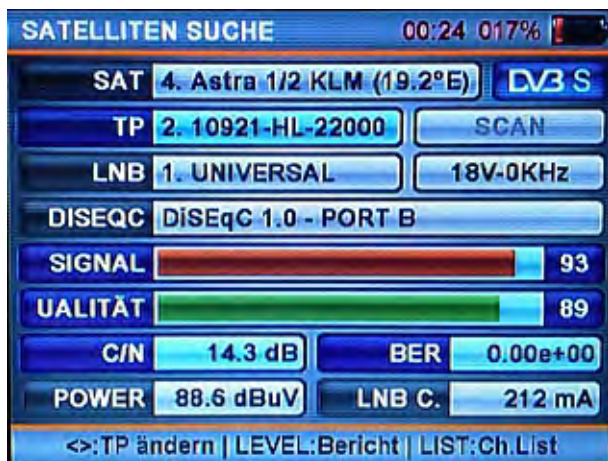 SATELLITEN SUCHE 00:24 017%
SAT 4. Astra 1/2 KLM (19.2°E) DVB S
TP 2. 10921-HL-22000 SCAN
LNB 1. UNIVERSAL 18V-0KHz
DISEQC DiSEqC 1.0 - PORT B
SIGNAL 93
UALITÄT 89
C/N 14.3 dB BER 0.00e+00
POWER 88.6 dBuV LNB C. 212 mA
<>:TP ändern | LEVEL:Bericht | LIST:Ch.List